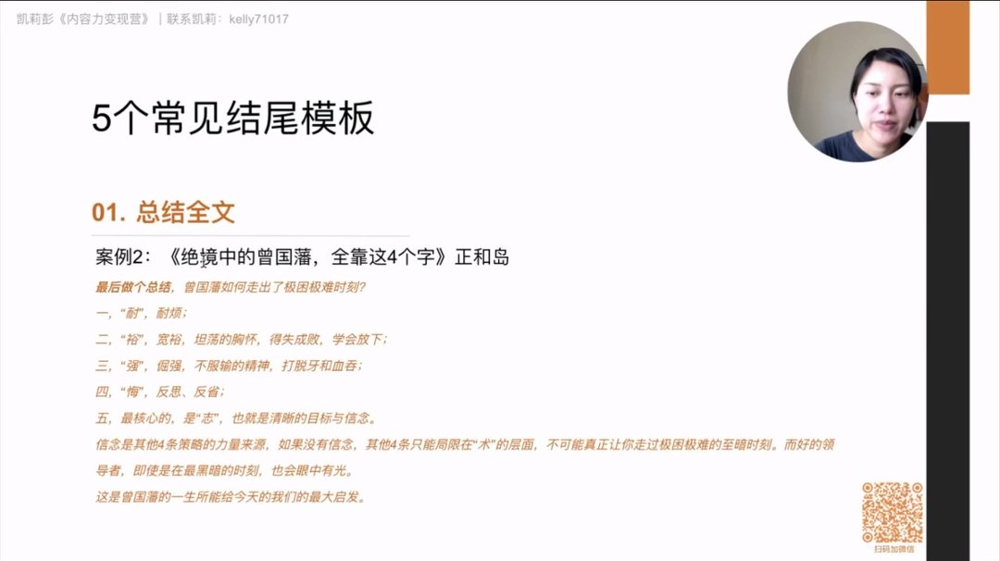 凯莉彭《内容力变现营》｜联系凯莉：kelly71017
5个常见结尾模板
01. 总结全文
案例2：《绝境中的曾国藩，全靠这4个字》正和岛
最后做个总结，曾国藩如何走出了极困极难时刻？
一，“耐”，耐烦；
二，“裕”，宽裕，坦荡的胸怀，得失成败，学会放下；
三，“强”，倔强，不服输的精神，打脱牙和血吞；
四，“悔”，反思、反省；
五，最核心的，是“志”，也就是清晰的目标与信念。
信念是其他4条策略的力量来源，如果没有信念，其他4条只能局限在“术”的层面，不可能真正让你走过极困极难的至暗时刻。而好的领
导者，即使是在最黑暗的时刻，也会眼中有光。
这是曾国藩的一生所能给今天的我们的最大启发。
扫码加微信